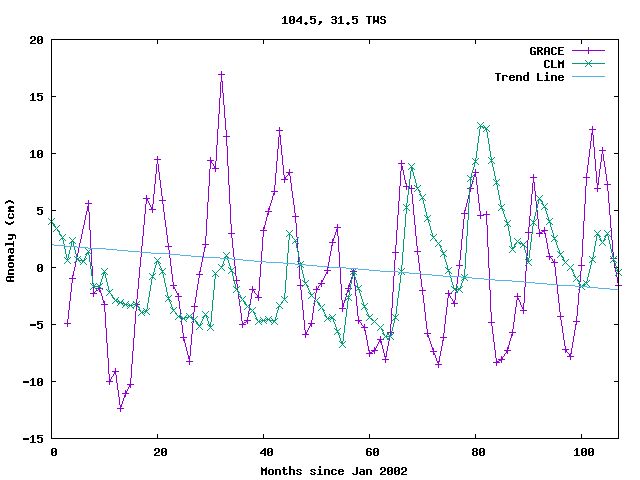 104.5, 31.5 TWS
GRACE
CLM
Trend Line
20
15
10
5
0
-5
-10
-15
Anomaly (cm)
0 20 40 60 80 100
Months since Jan 2002